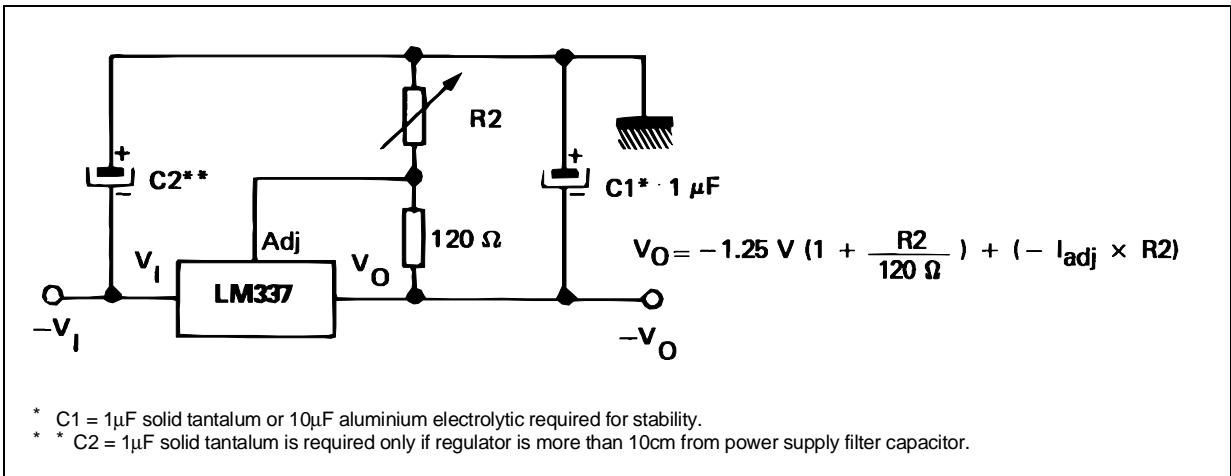 R2
+
C2**
−
+
C1* · 1 μF
−
Adj
120 Ω
V_I
LM337
V_O
−V_I
−V_O
V_O = −1.25 V (1 + R2 / 120 Ω) + (− I_adj × R2)
* C1 = 1μF solid tantalum or 10μF aluminium electrolytic required for stability.
* * C2 = 1μF solid tantalum is required only if regulator is more than 10cm from power supply filter capacitor.